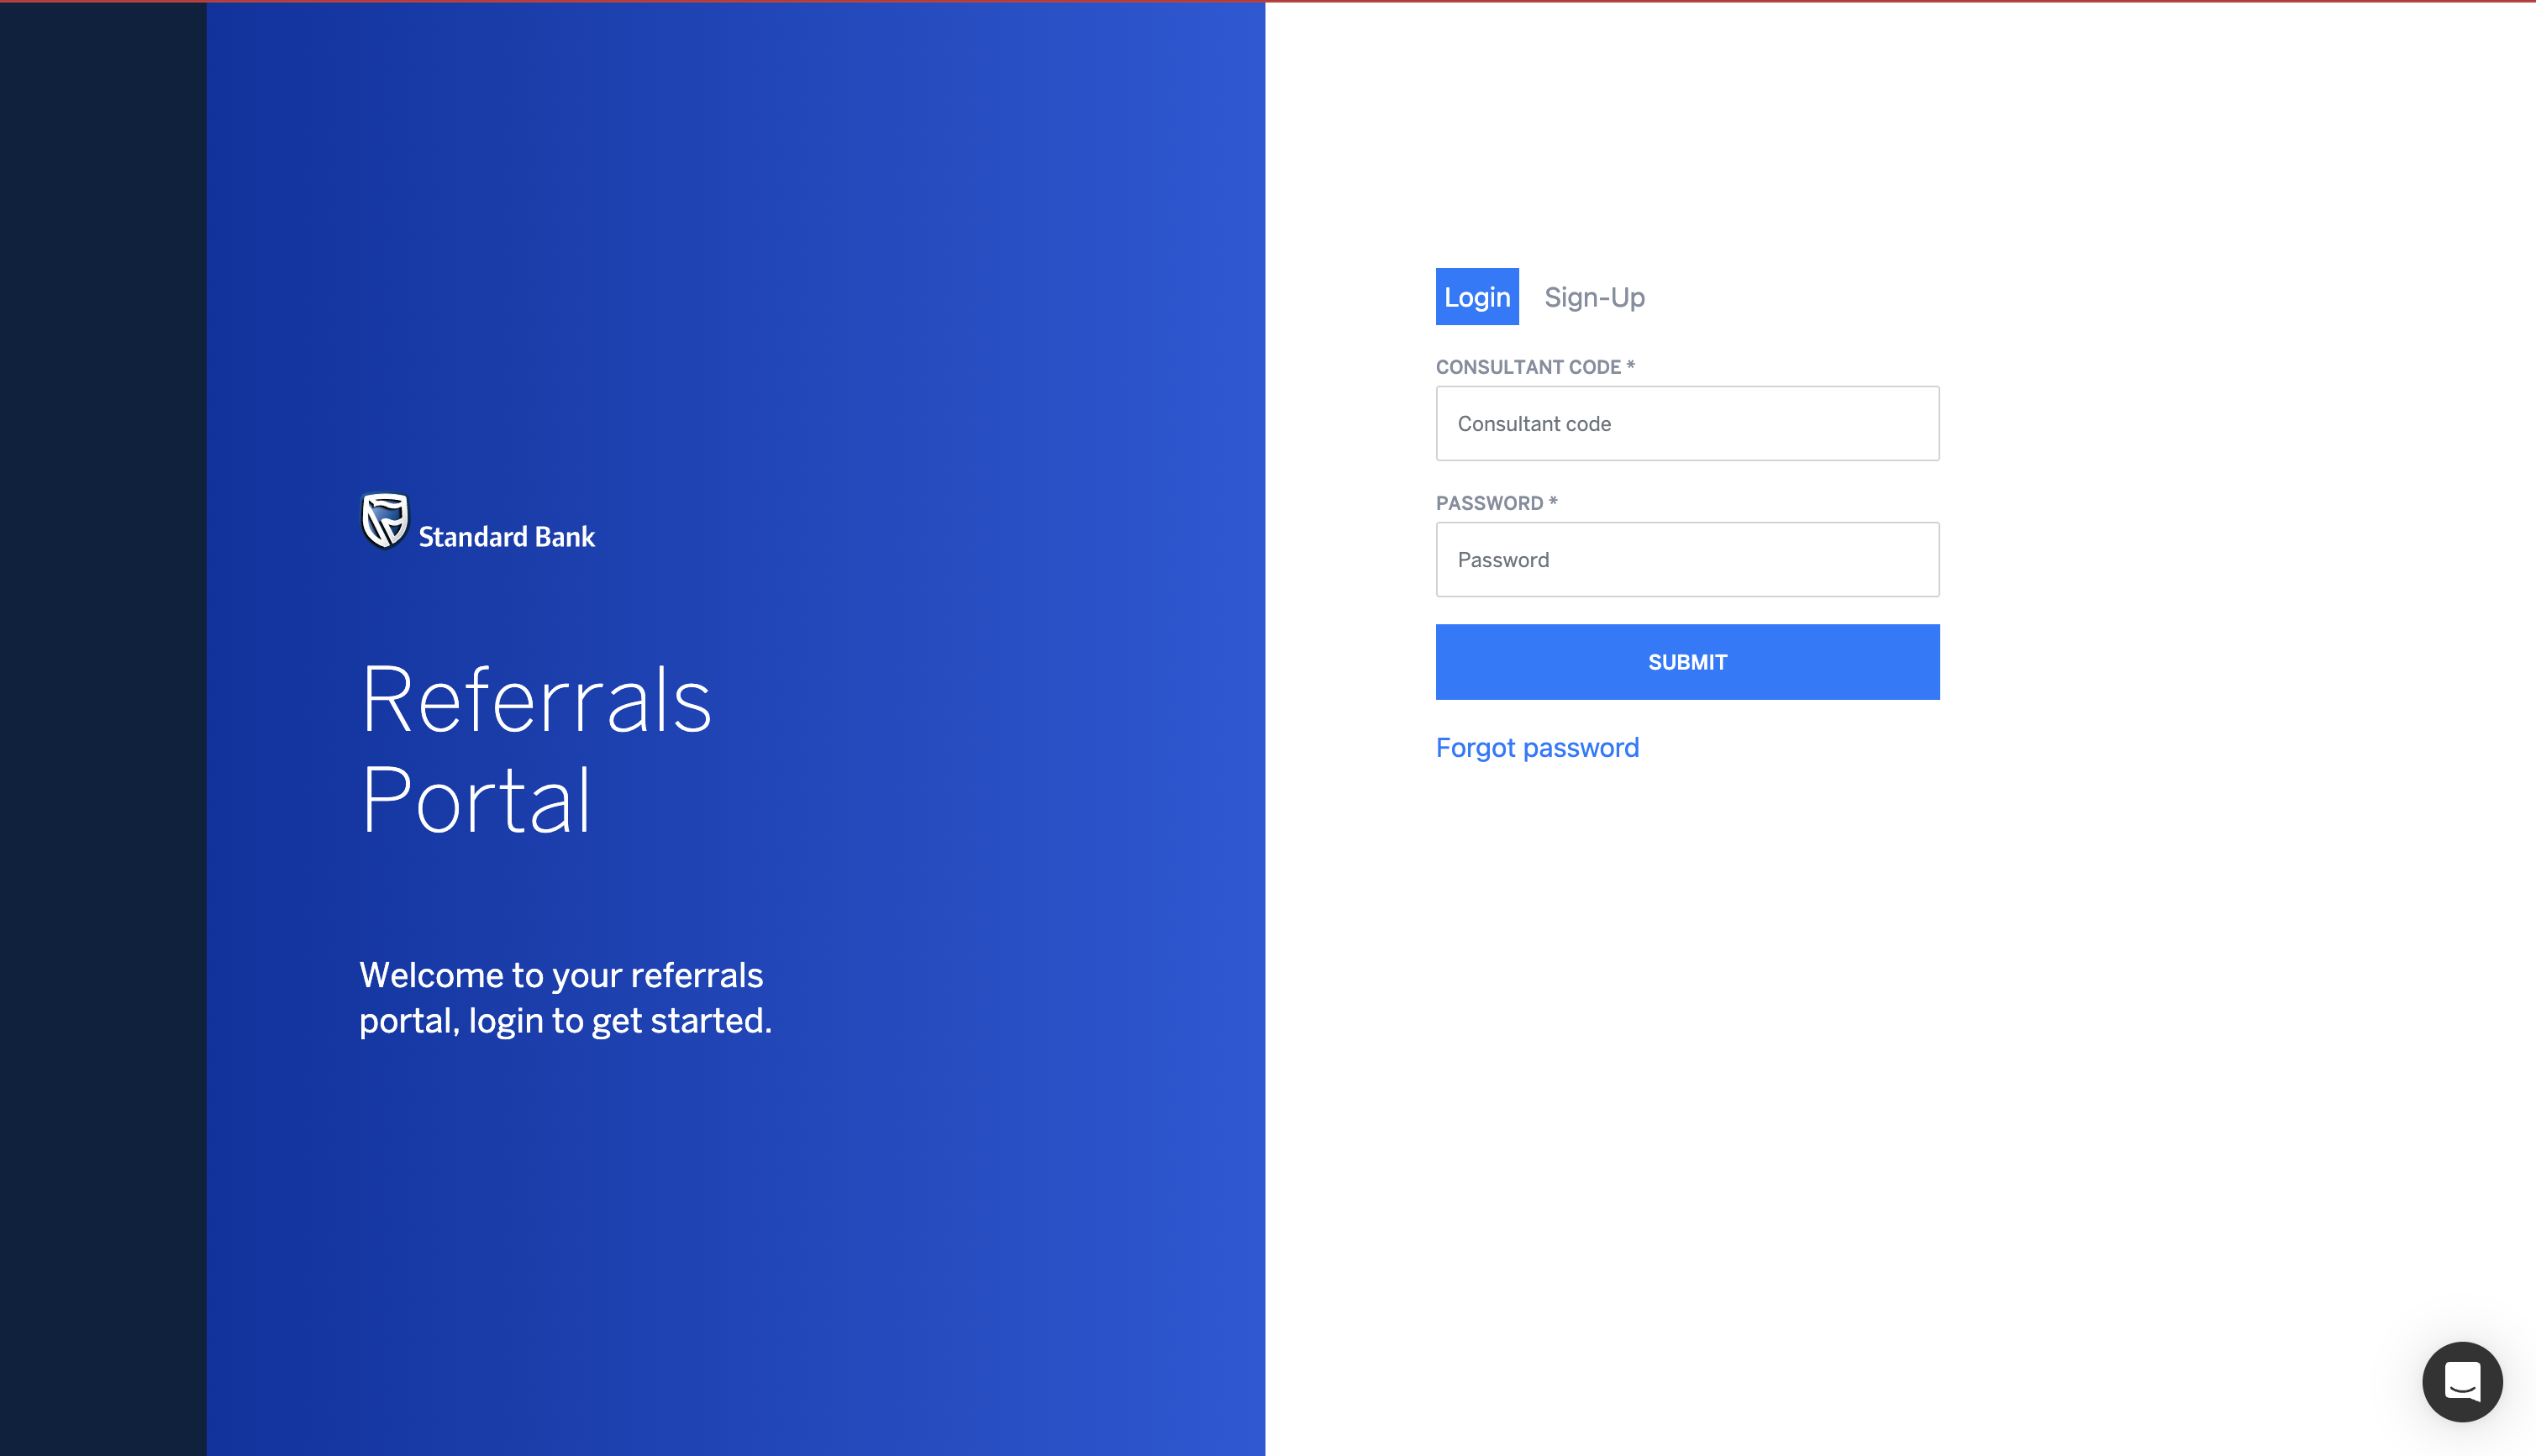 Standard Bank
Referrals
Portal
Welcome to your referrals
portal, login to get started.
Login Sign-Up
CONSULTANT CODE *
Consultant code
PASSWORD *
Password
SUBMIT
Forgot password